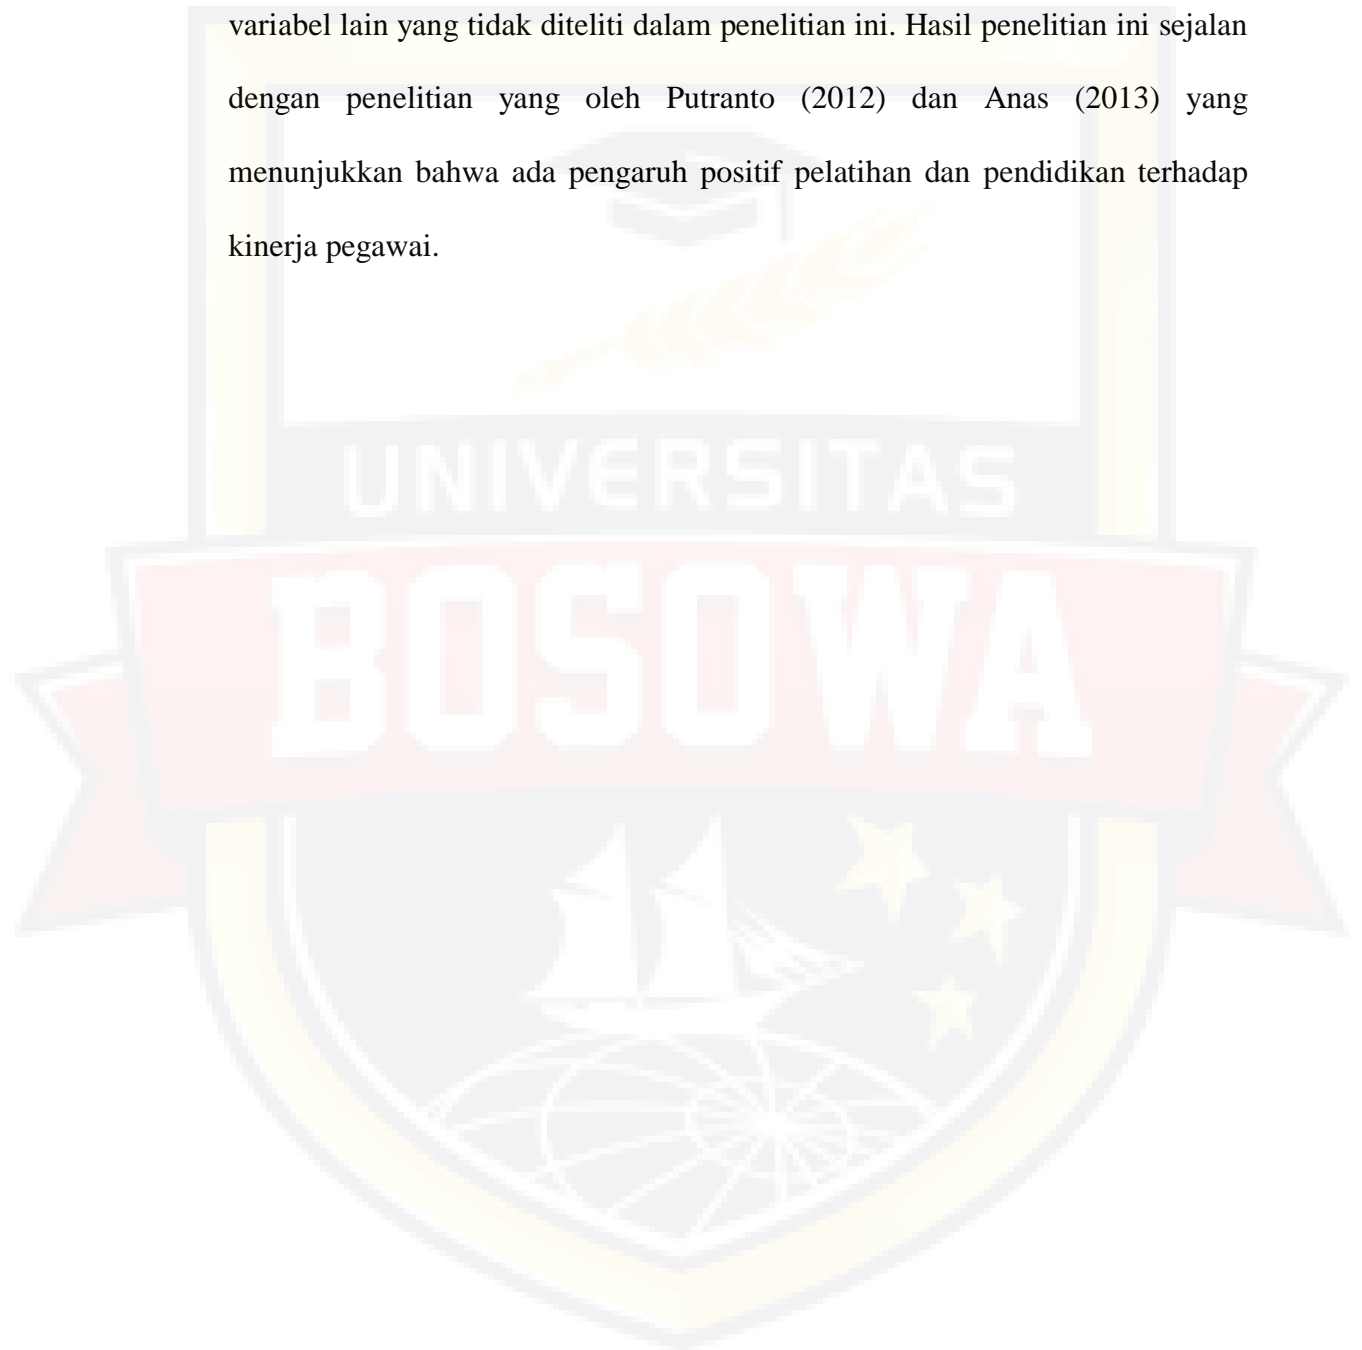 variabel lain yang tidak diteliti dalam penelitian ini. Hasil penelitian ini sejalan
dengan penelitian yang oleh Putranto (2012) dan Anas (2013) yang
menunjukkan bahwa ada pengaruh positif pelatihan dan pendidikan terhadap
kinerja pegawai.
UNIVERSITAS
BOSOWA